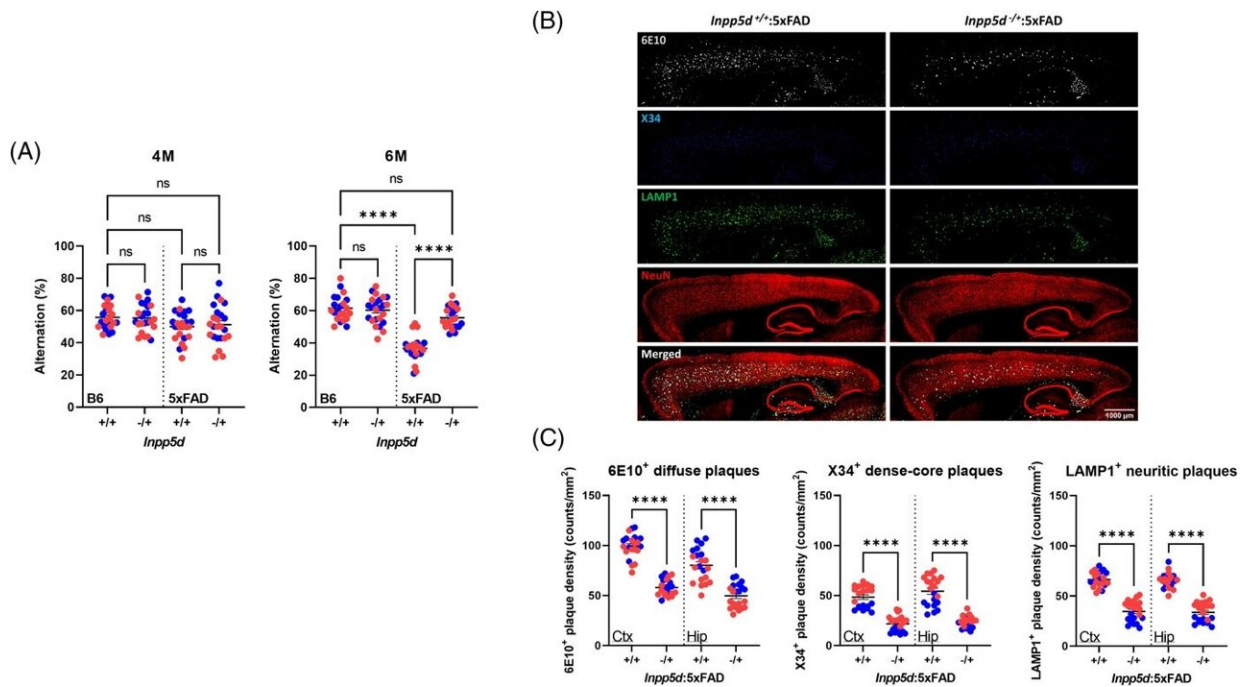 (A)
4M
ns
ns
ns
ns
Alternation (%)
100
80
60
40
20
0
B6
5xFAD
+/+
-/+
+/+
-/+
Inpp5d
6M
ns
****
ns
****
Alternation (%)
100
80
60
40
20
0
B6
5xFAD
+/+
-/+
+/+
-/+
Inpp5d
(B)
Inpp5d +/+:5xFAD
Inpp5d -/+:5xFAD
6E10
X34
LAMP1
NeuN
Merged
1000 µm
(C)
6E10+ diffuse plaques
6E10+ plaque density (counts/mm2)
150
100
50
0
****
****
Ctx
Hip
+/+
-/+
+/+
-/+
X34+ dense-core plaques
X34+ plaque density (counts/mm2)
150
100
50
0
****
****
Ctx
Hip
+/+
-/+
+/+
-/+
LAMP1+ neuritic plaques
LAMP1+ plaque density (counts/mm2)
150
100
50
0
****
****
Ctx
Hip
+/+
-/+
+/+
-/+
Inpp5d:5xFAD
Inpp5d:5xFAD
Inpp5d:5xFAD